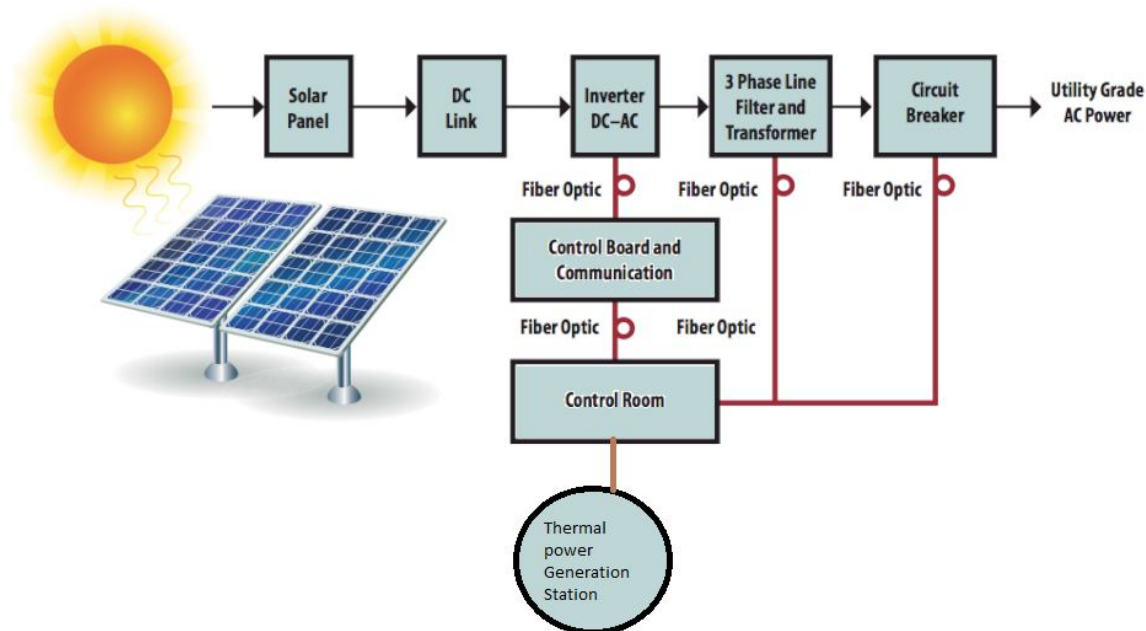 Solar
Panel
DC
Link
Inverter
DC–AC
3 Phase Line
Filter and
Transformer
Circuit
Breaker
Utility Grade
AC Power
Fiber Optic
Fiber Optic
Fiber Optic
Control Board and
Communication
Fiber Optic
Fiber Optic
Control Room
Thermal
power
Generation
Station